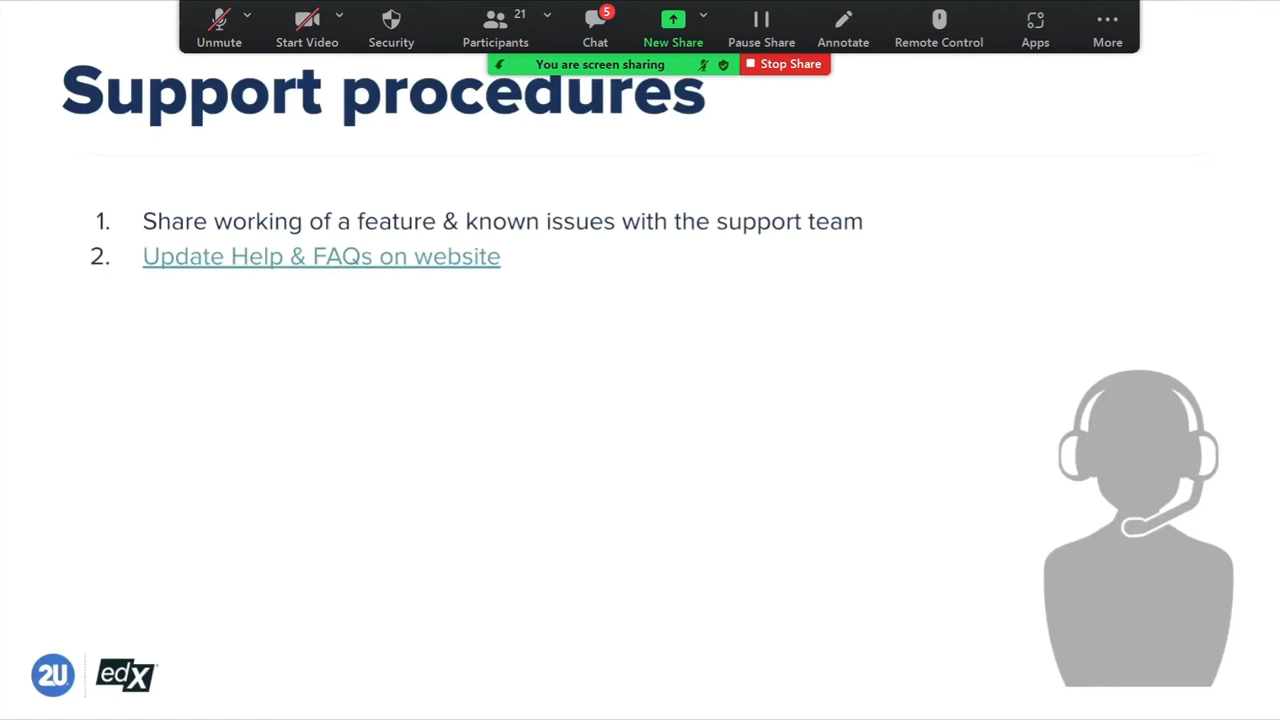 Unmute
Start Video
Security
Participants
21
Chat
5
New Share
Pause Share
Annotate
Remote Control
Apps
More
You are screen sharing
Stop Share
Support procedures
1. Share working of a feature & known issues with the support team
2. Update Help & FAQs on website
2U
edX